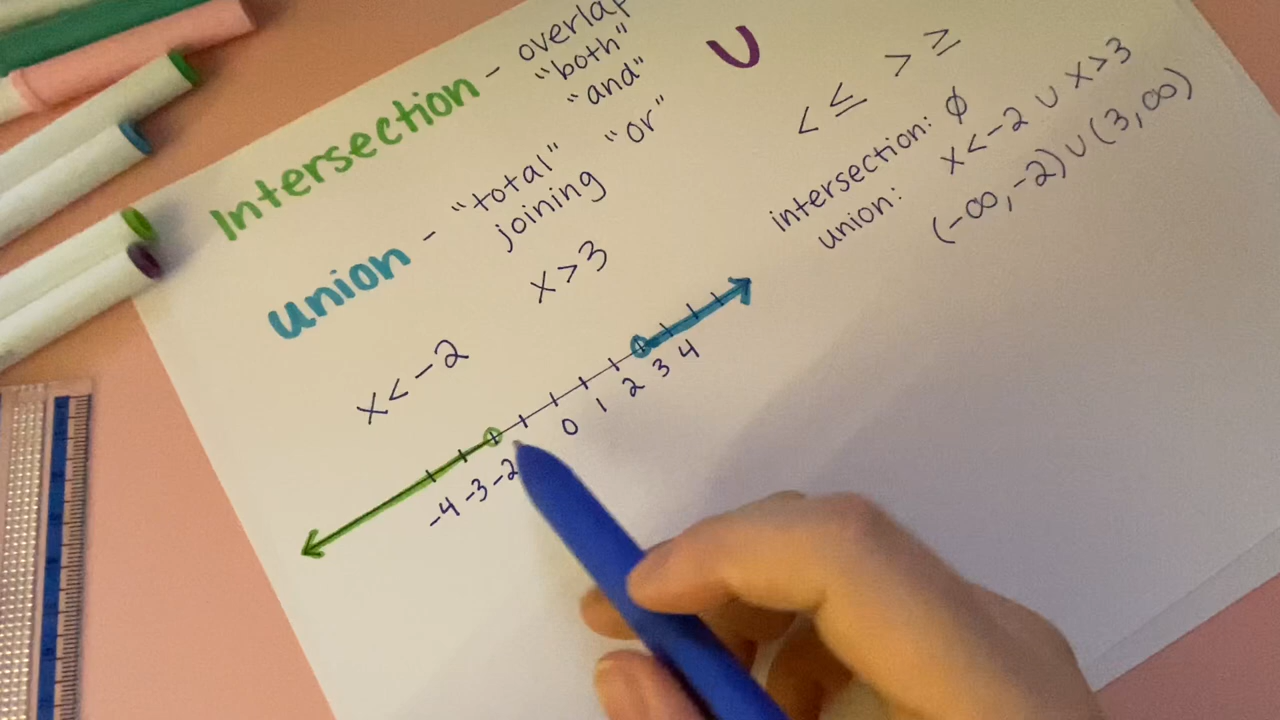 Intersection - overlap
"both"
"and"
∪
union - "total" "or"
joining
< ≤ > ≥
intersection: ∅
union: x<-2 ∪ x>3
(-∞,-2)∪(3,∞)
x<-2
x>3
-4 -3 -2 0 1 2 3 4